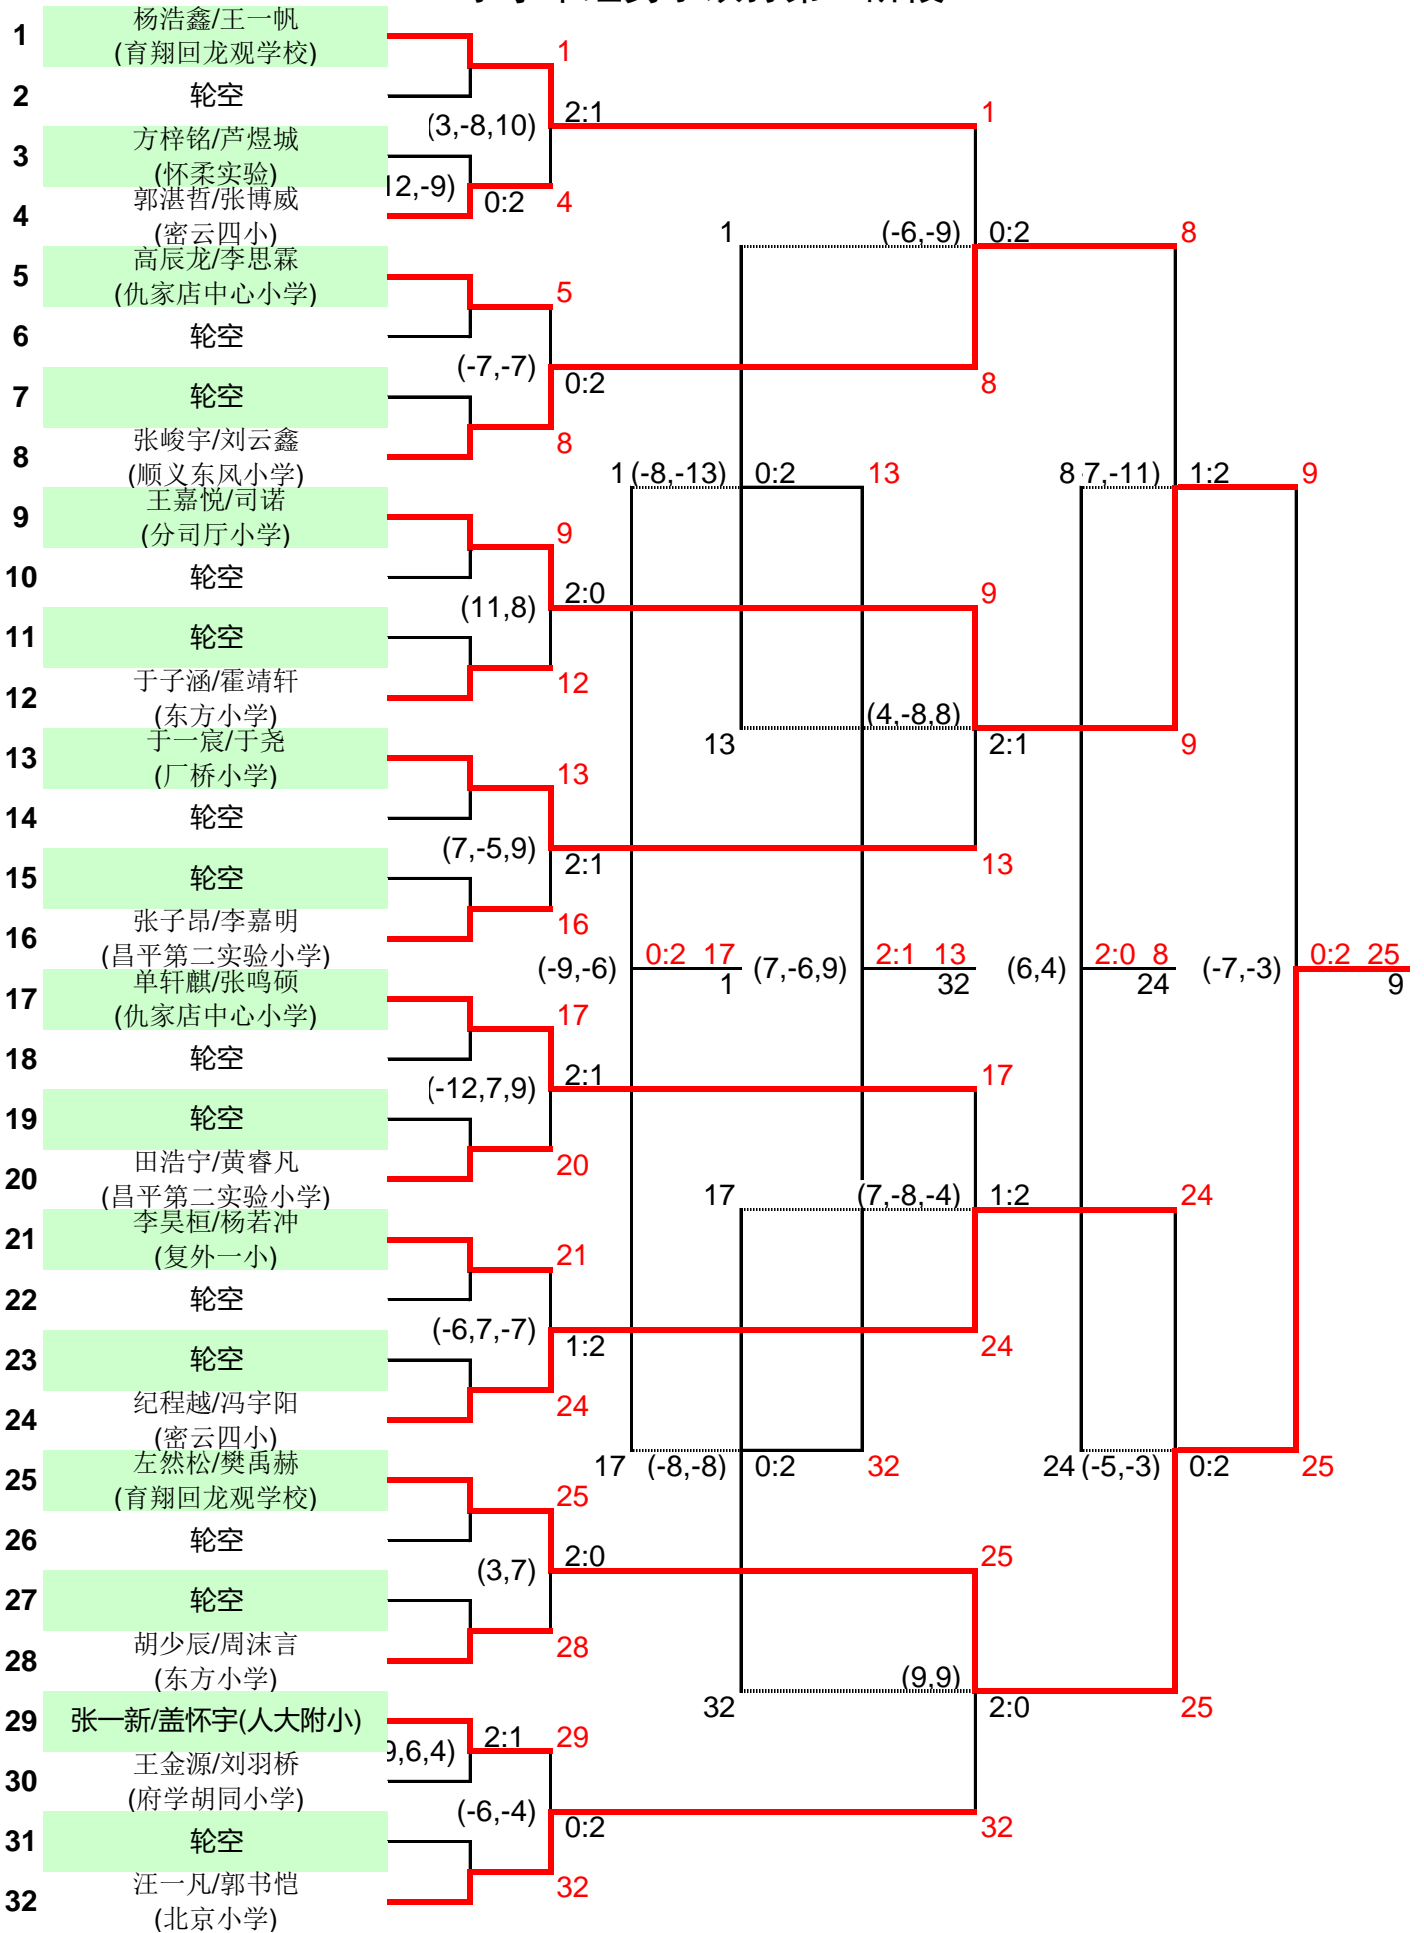 1
杨浩鑫/王一帆
(育翔回龙观学校)
1
2
轮空
(3,-8,10)
2:1
1
3
方梓铭/芦煜城
(怀柔实验)
12,-9)
0:2
4
4
郭湛哲/张博威
(密云四小)
1
(-6,-9)
0:2
8
5
高辰龙/李思霖
(仇家店中心小学)
5
6
轮空
(-7,-7)
0:2
8
7
轮空
8
8
张峻宇/刘云鑫
(顺义东风小学)
1
(-8,-13)
0:2
13
8
7,-11)
1:2
9
9
王嘉悦/司诺
(分司厅小学)
9
10
轮空
(11,8)
2:0
9
11
轮空
12
12
于子涵/霍靖轩
(东方小学)
13
(4,-8,8)
2:1
9
13
于一宸/于尧
(厂桥小学)
13
14
轮空
(7,-5,9)
2:1
13
15
轮空
16
16
张子昂/李嘉明
(昌平第二实验小学)
(-9,-6)
0:2 17
1
(7,-6,9)
2:1 13
32
(6,4)
2:0 8
24
(-7,-3)
0:2 25
9
17
单轩麒/张鸣硕
(仇家店中心小学)
17
18
轮空
(-12,7,9)
2:1
17
19
轮空
20
20
田浩宁/黄睿凡
(昌平第二实验小学)
17
(7,-8,-4)
1:2
24
21
李昊桓/杨若冲
(复外一小)
21
22
轮空
(-6,7,-7)
1:2
24
23
轮空
24
24
纪程越/冯宇阳
(密云四小)
17
(-8,-8)
0:2
32
24
(-5,-3)
0:2
25
25
左然松/樊禹赫
(育翔回龙观学校)
25
26
轮空
(3,7)
2:0
25
27
轮空
28
28
胡少辰/周沫言
(东方小学)
32
(9,9)
2:0
25
29
张一新/盖怀宇(人大附小)
9,6,4)
2:1
29
30
王金源/刘羽桥
(府学胡同小学)
(-6,-4)
0:2
32
31
轮空
32
32
汪一凡/郭书恺
(北京小学)